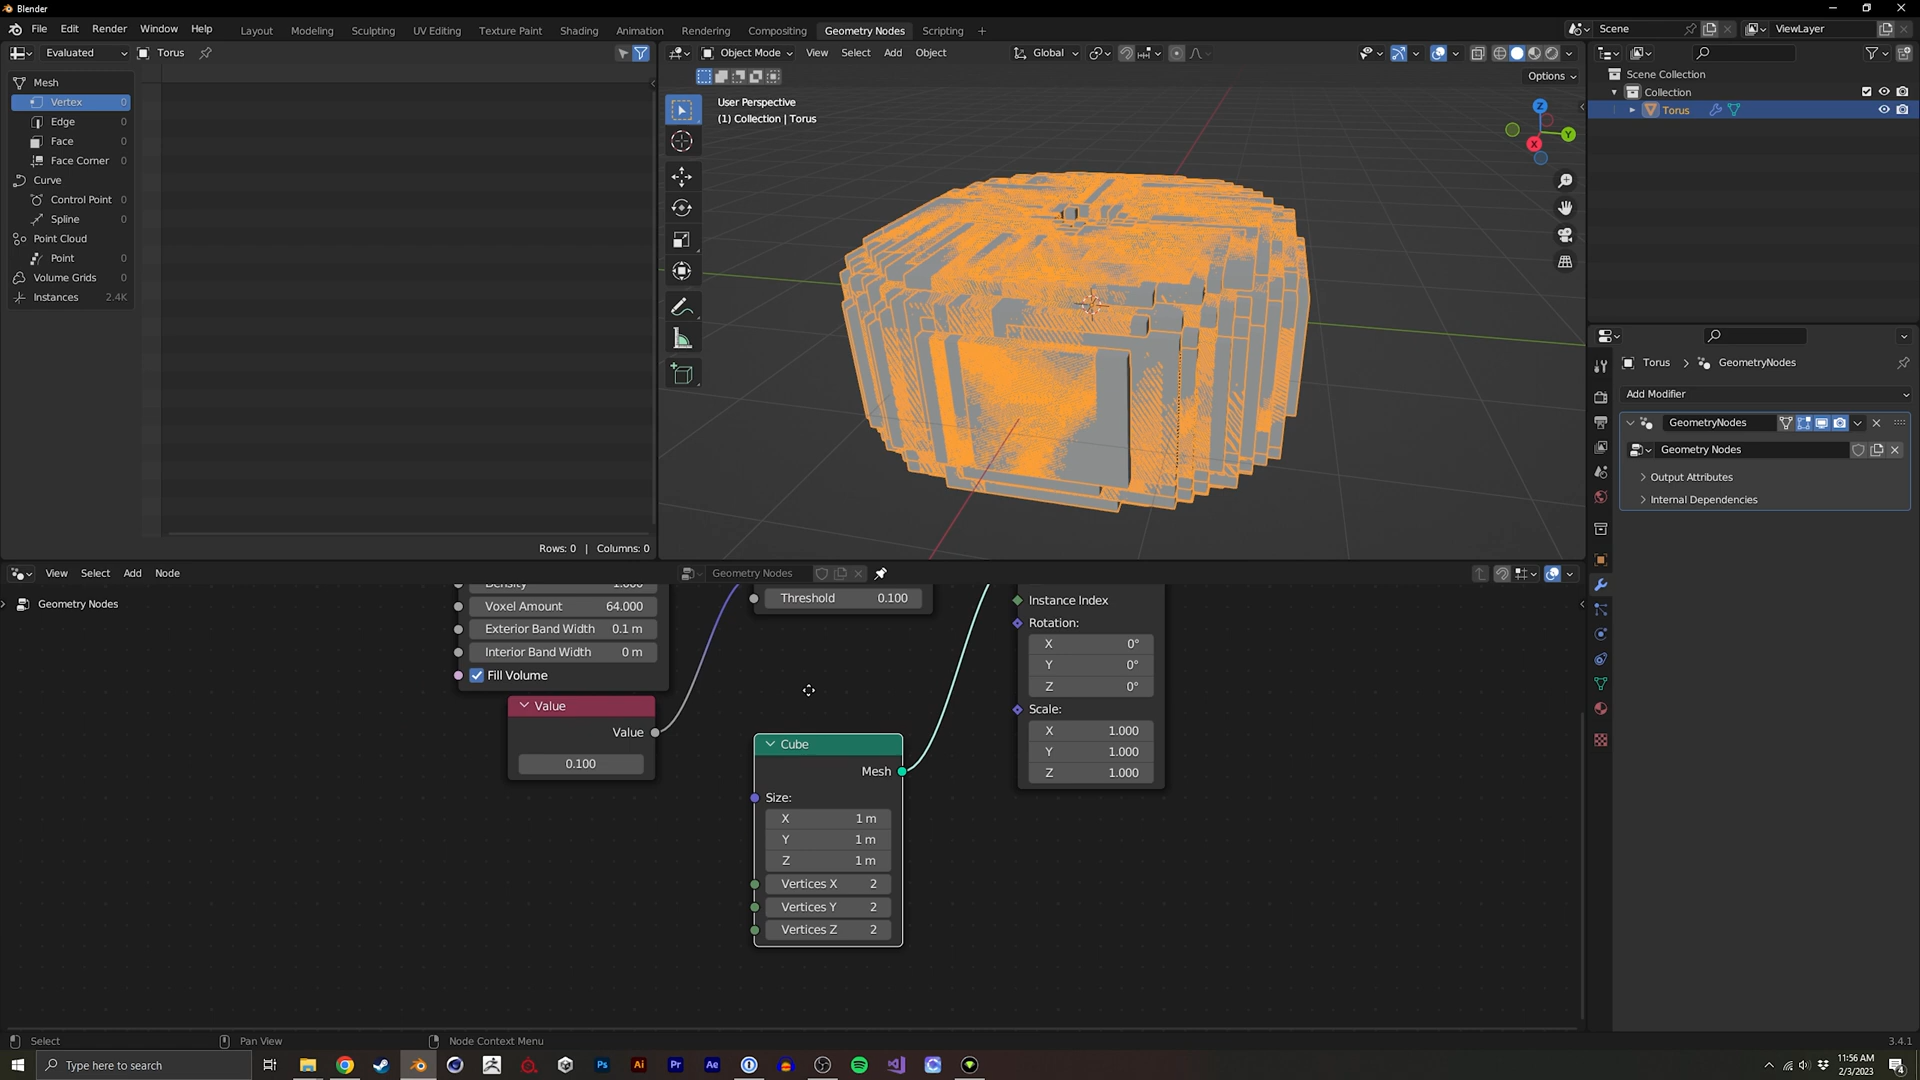 Blender
File Edit Render Window Help
Layout Modeling Sculpting UV Editing Texture Paint Shading Animation Rendering Compositing Geometry Nodes Scripting +
Scene
ViewLayer
Evaluated
Torus
Object Mode View Select Add Object
Global
Options
Mesh
Vertex 0
Edge 0
Face 0
Face Corner 0
Curve
Control Point 0
Spline 0
Point Cloud
Point 0
Volume Grids
Instances 2.4K
Rows: 0 | Columns: 0
User Perspective
(1) Collection | Torus
Z
Y
X
Scene Collection
Collection
Torus
Torus > GeometryNodes
Add Modifier
GeometryNodes
Geometry Nodes
Output Attributes
Internal Dependencies
View Select Add Node
Geometry Nodes
Geometry Nodes
Density 1.000
Voxel Amount 64.000
Exterior Band Width 0.1 m
Interior Band Width 0 m
Fill Volume
Value
Value
0.100
Threshold 0.100
Cube
Mesh
Size:
X 1 m
Y 1 m
Z 1 m
Vertices X 2
Vertices Y 2
Vertices Z 2
Instance Index
Rotation:
X 0°
Y 0°
Z 0°
Scale:
X 1.000
Y 1.000
Z 1.000
Select
Pan View
Node Context Menu
3.4.1
Type here to search
Ps
Ai
Pr
Ae
11:56 AM
2/3/2023
4